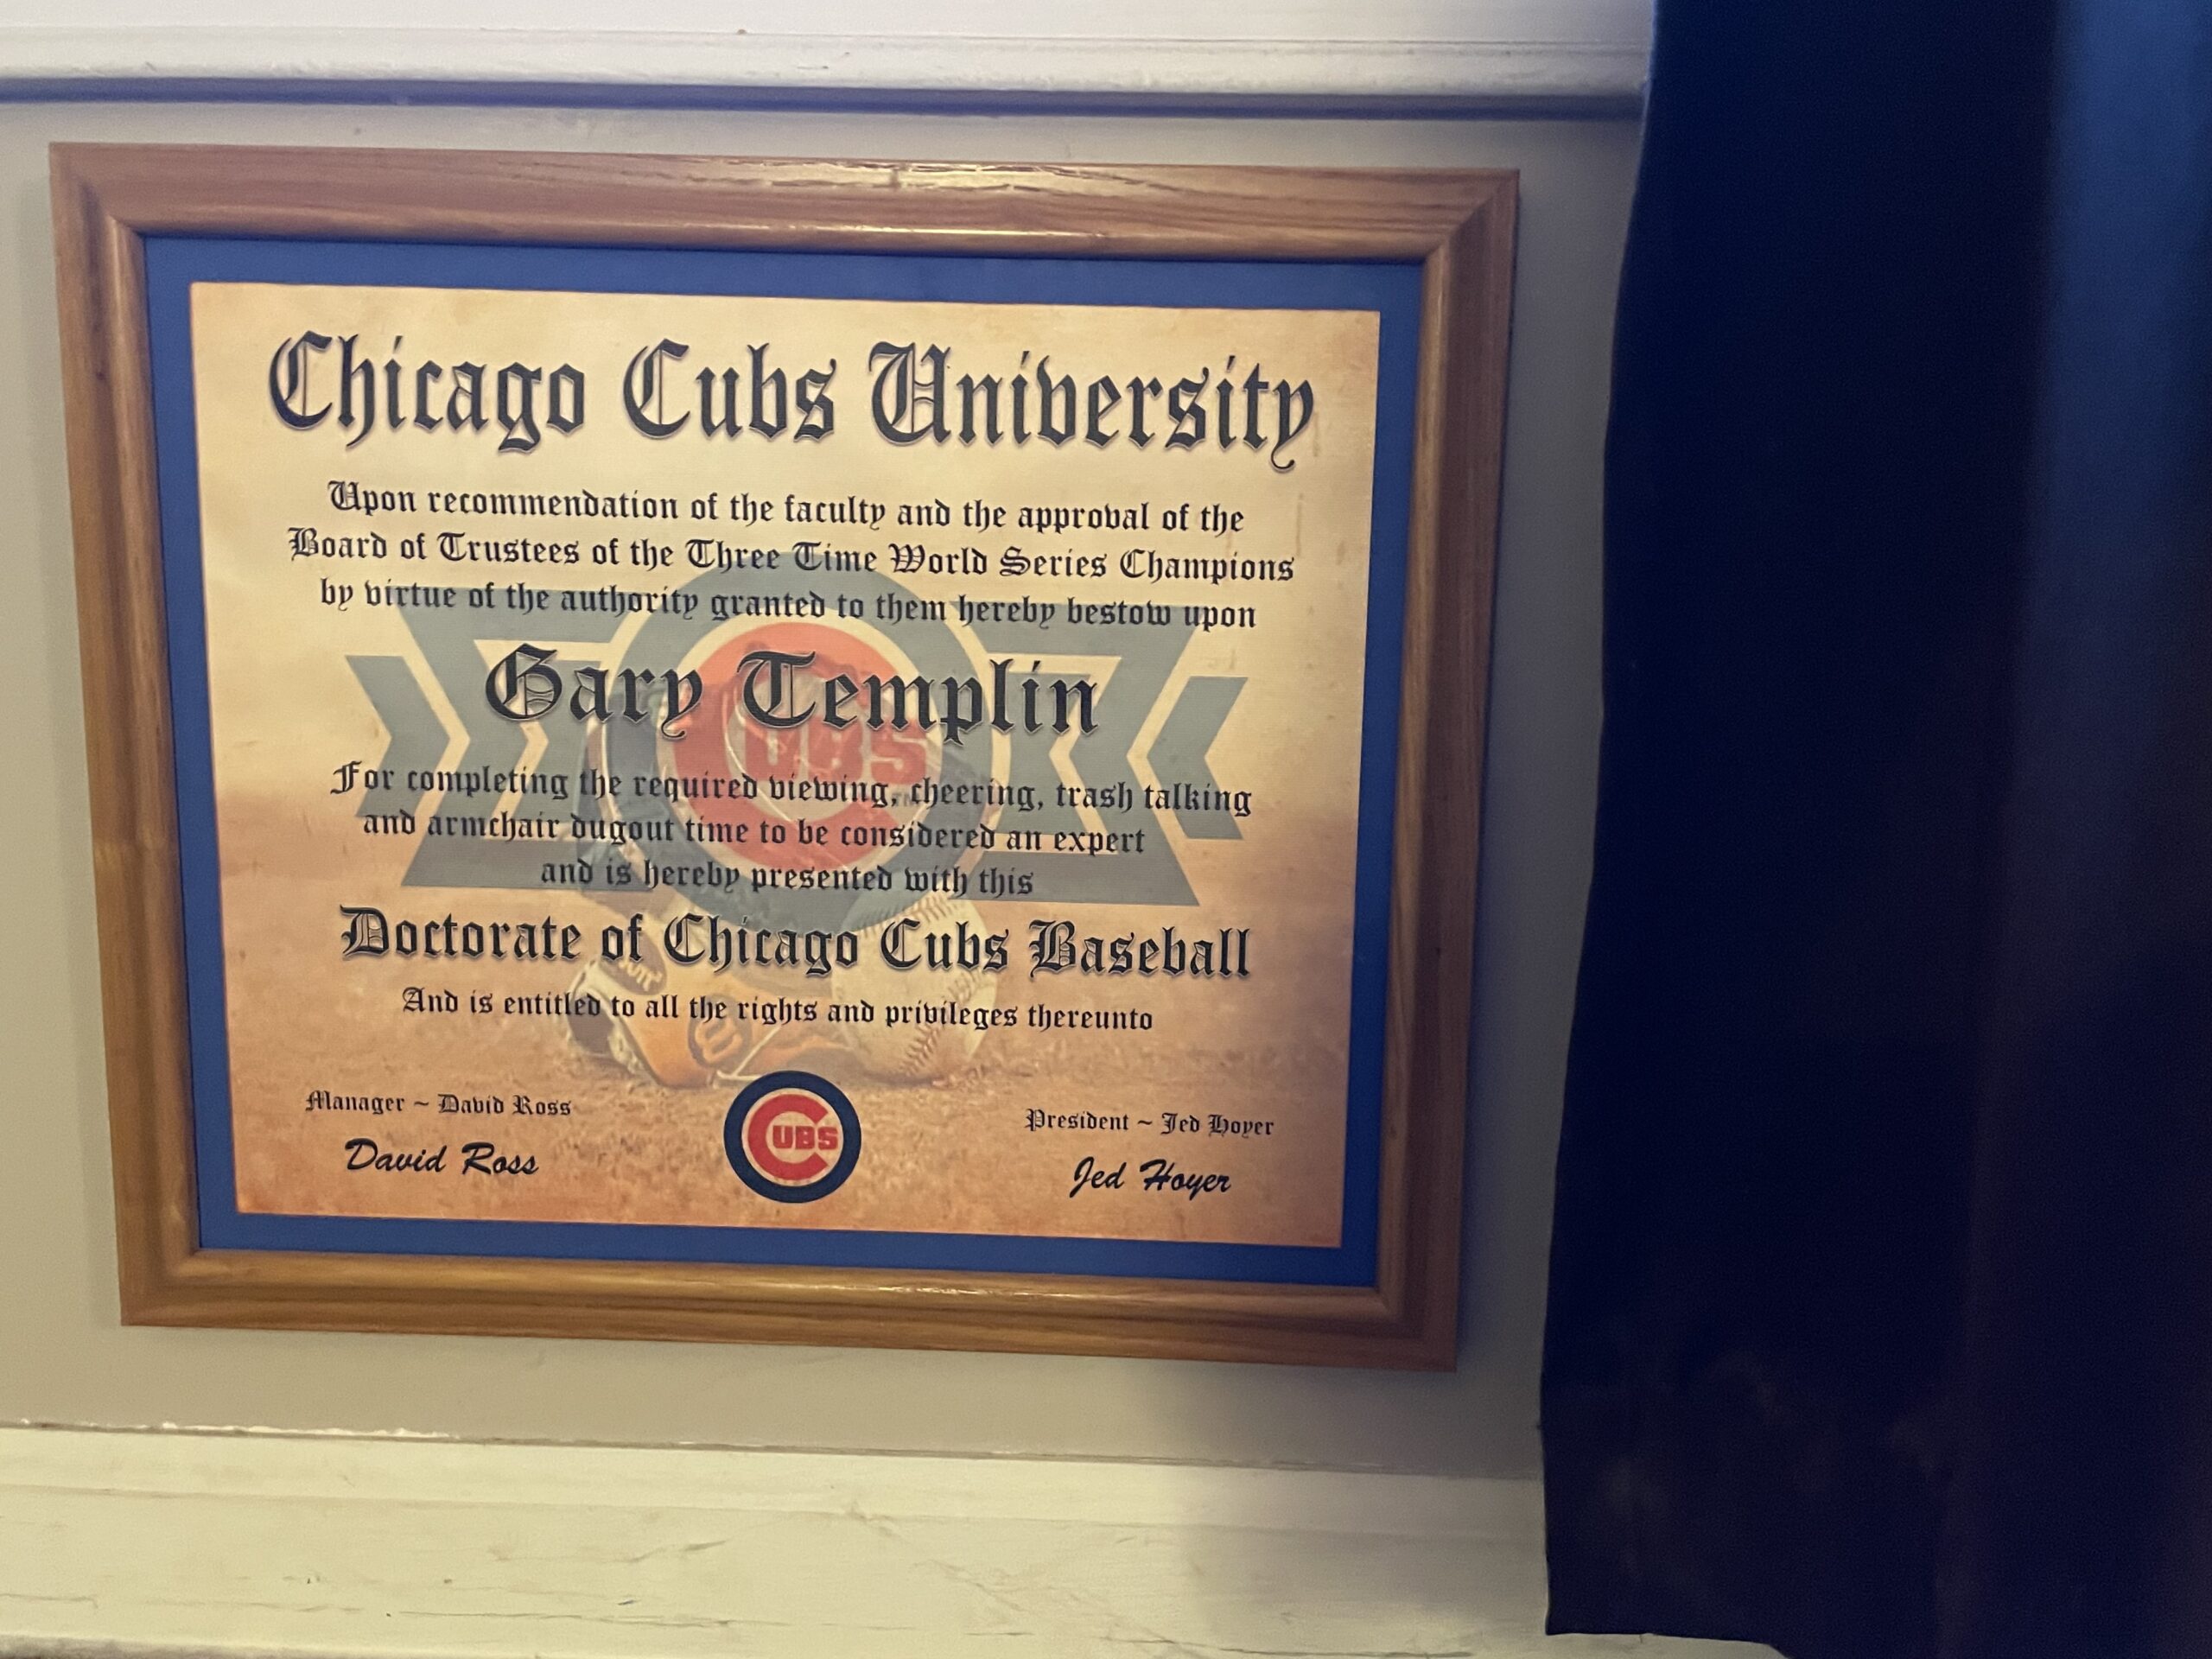 Chicago Cubs University
Upon recommendation of the faculty and the approval of the
Board of Trustees of the Three Time World Series Champions
by virtue of the authority granted to them hereby bestow upon
Gary Templin
CUBS
For completing the required viewing, cheering, trash talking
and armchair dugout time to be considered an expert
and is hereby presented with this
Doctorate of Chicago Cubs Baseball
And is entitled to all the rights and privileges thereunto
Manager ~ David Ross
David Ross
CUBS
President ~ Jed Hoyer
Jed Hoyer